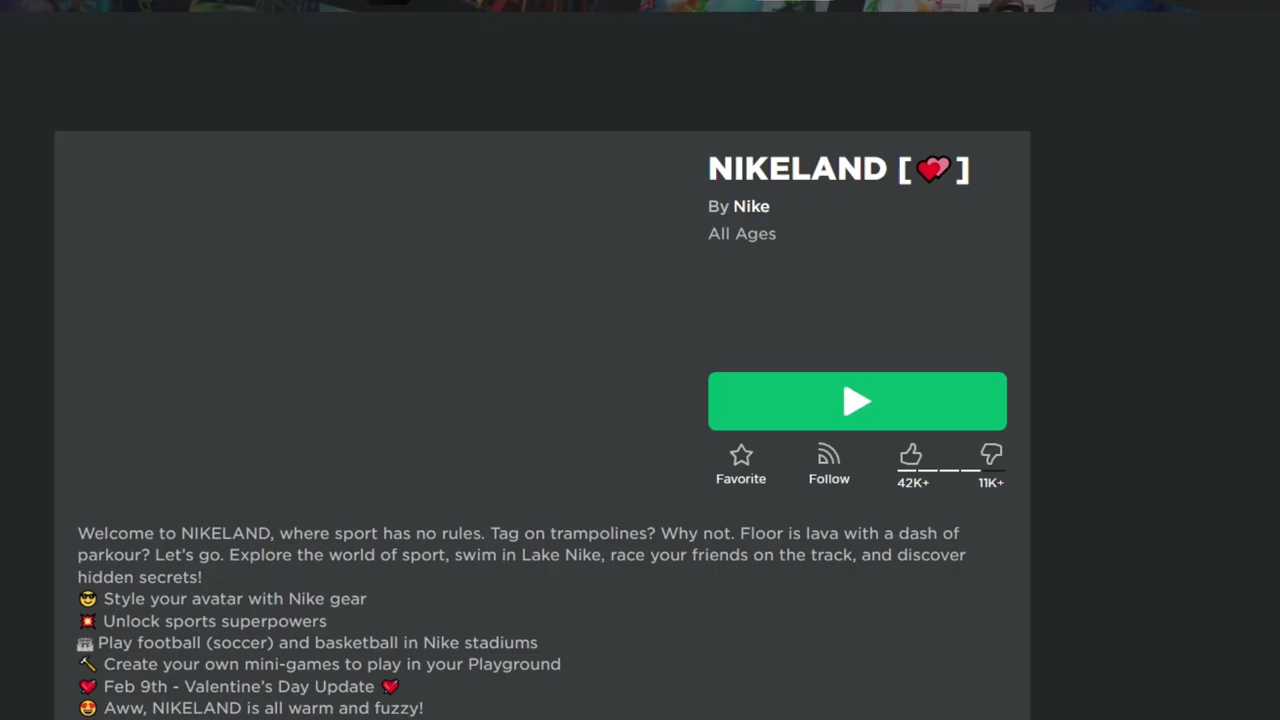 NIKELAND [💕]
By Nike
All Ages
Favorite
Follow
42K+
11K+
Welcome to NIKELAND, where sport has no rules. Tag on trampolines? Why not. Floor is lava with a dash of
parkour? Let’s go. Explore the world of sport, swim in Lake Nike, race your friends on the track, and discover
hidden secrets!
😎 Style your avatar with Nike gear
💥 Unlock sports superpowers
🏟 Play football (soccer) and basketball in Nike stadiums
🔨 Create your own mini-games to play in your Playground
💘 Feb 9th - Valentine’s Day Update 💘
😍 Aww, NIKELAND is all warm and fuzzy!